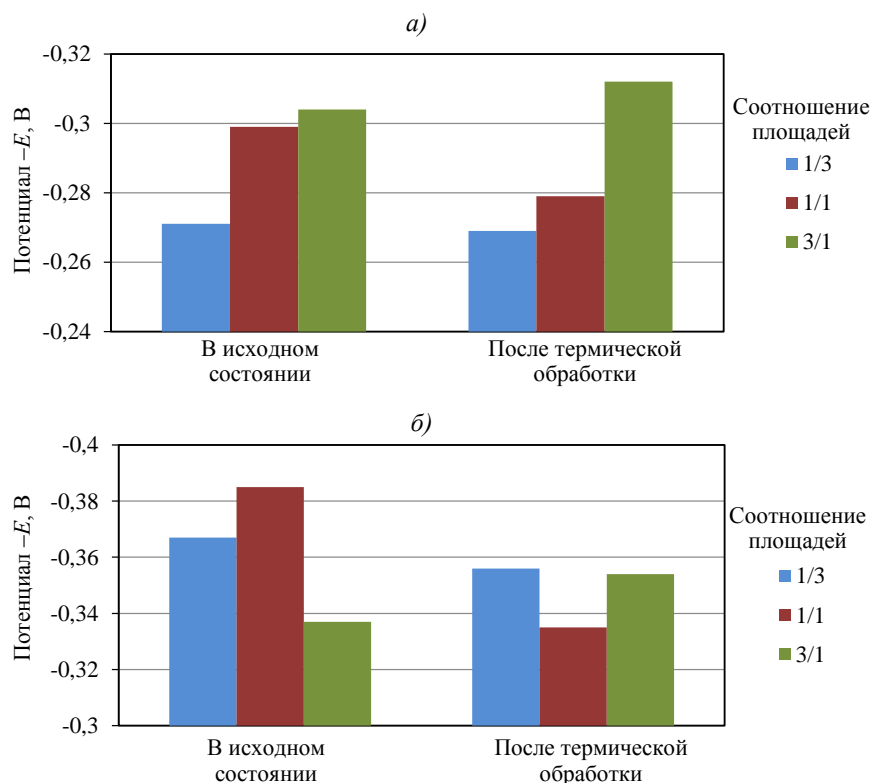 а)
Потенциал –E, В
-0,32
-0,3
-0,28
-0,26
-0,24
В исходном
состоянии
После термической
обработки
Соотношение
площадей
1/3
1/1
3/1
б)
Потенциал –E, В
-0,4
-0,38
-0,36
-0,34
-0,32
-0,3
В исходном
состоянии
После термической
обработки
Соотношение
площадей
1/3
1/1
3/1